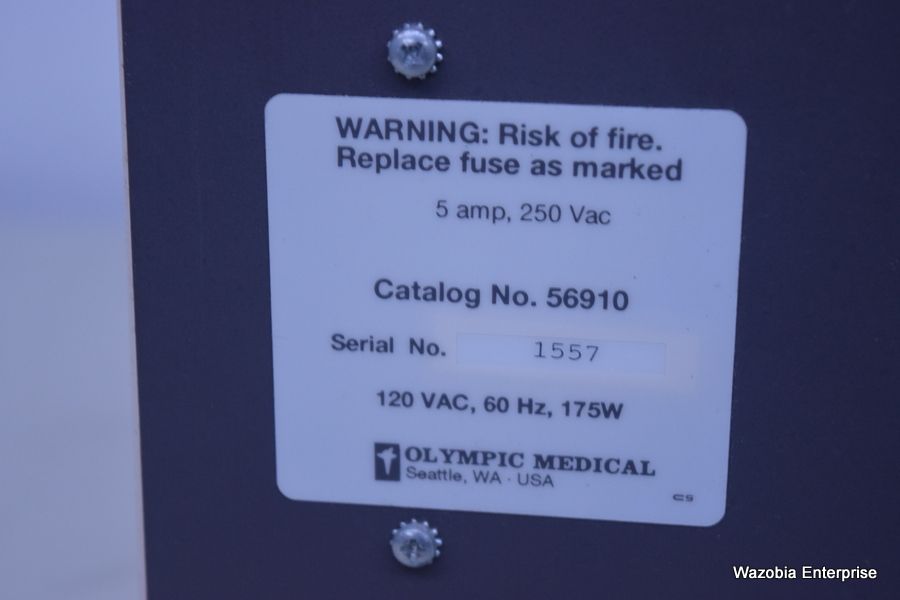 WARNING: Risk of fire.
Replace fuse as marked
5 amp, 250 Vac
Catalog No. 56910
Serial No. 1557
120 VAC, 60 Hz, 175W
OLYMPIC MEDICAL
Seattle, WA · USA
Wazobia Enterprise